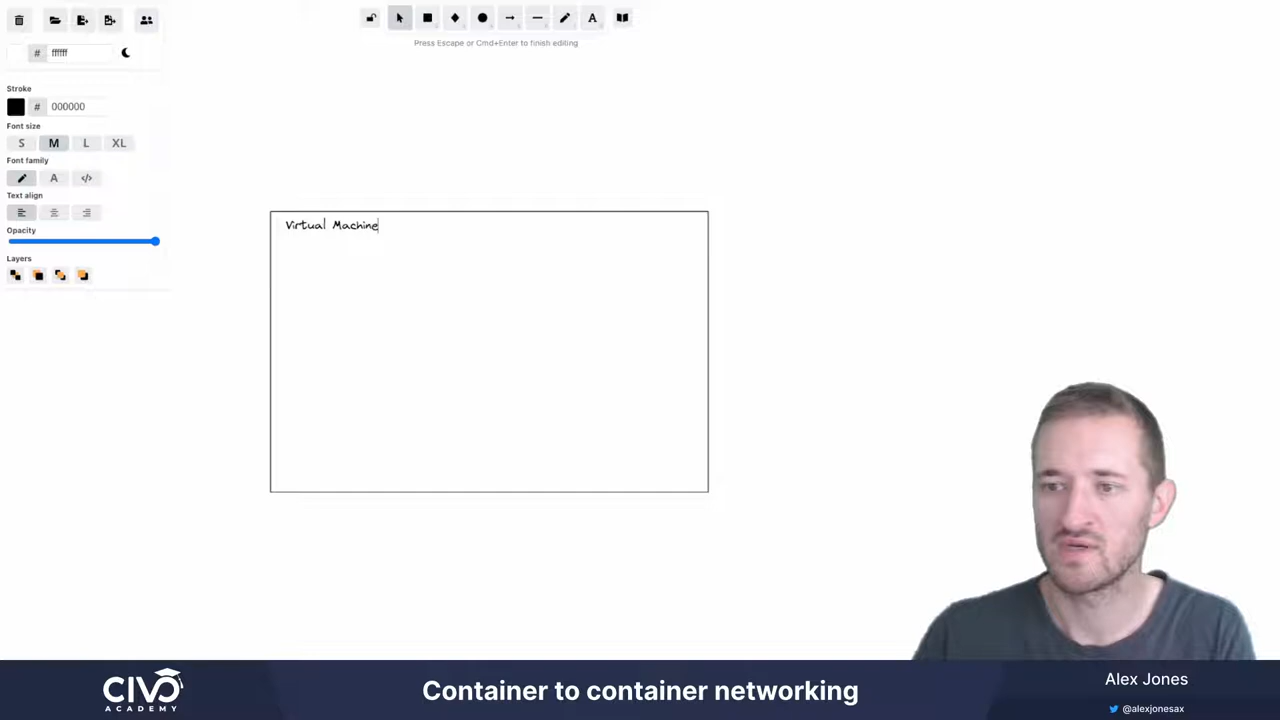 # ffffff
Press Escape or Cmd+Enter to finish editing
Stroke
# 000000
Font size
S M L XL
Font family
A </>
Text align
Opacity
Layers
A
Virtual Machine
CIVO
ACADEMY
Container to container networking
Alex Jones
@alexjonesax